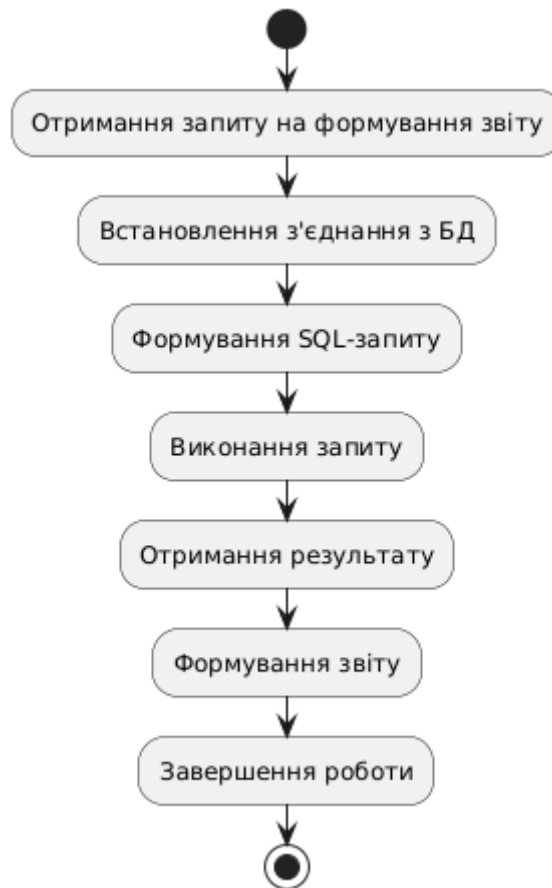 Отримання запиту на формування звіту
Встановлення з'єднання з БД
Формування SQL-запиту
Виконання запиту
Отримання результату
Формування звіту
Завершення роботи